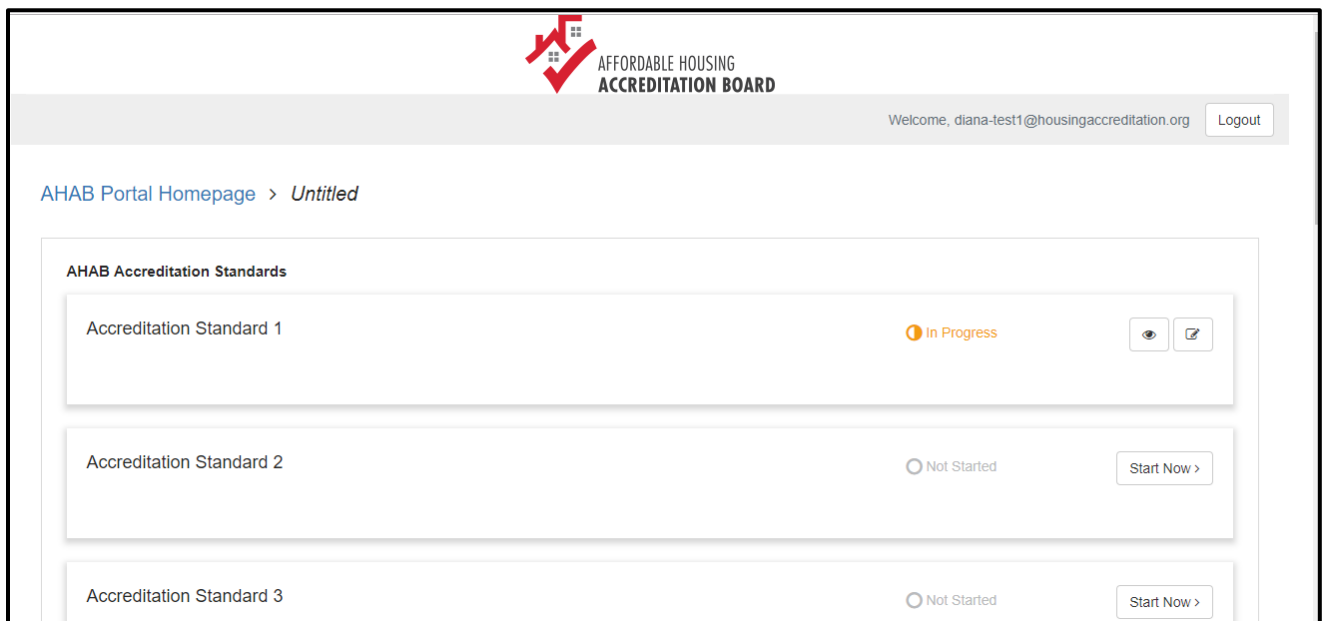 AFFORDABLE HOUSING
ACCREDITATION BOARD
Welcome, diana-test1@housingaccreditation.org Logout
AHAB Portal Homepage > Untitled
AHAB Accreditation Standards
Accreditation Standard 1 In Progress
Accreditation Standard 2 Not Started Start Now >
Accreditation Standard 3 Not Started Start Now >